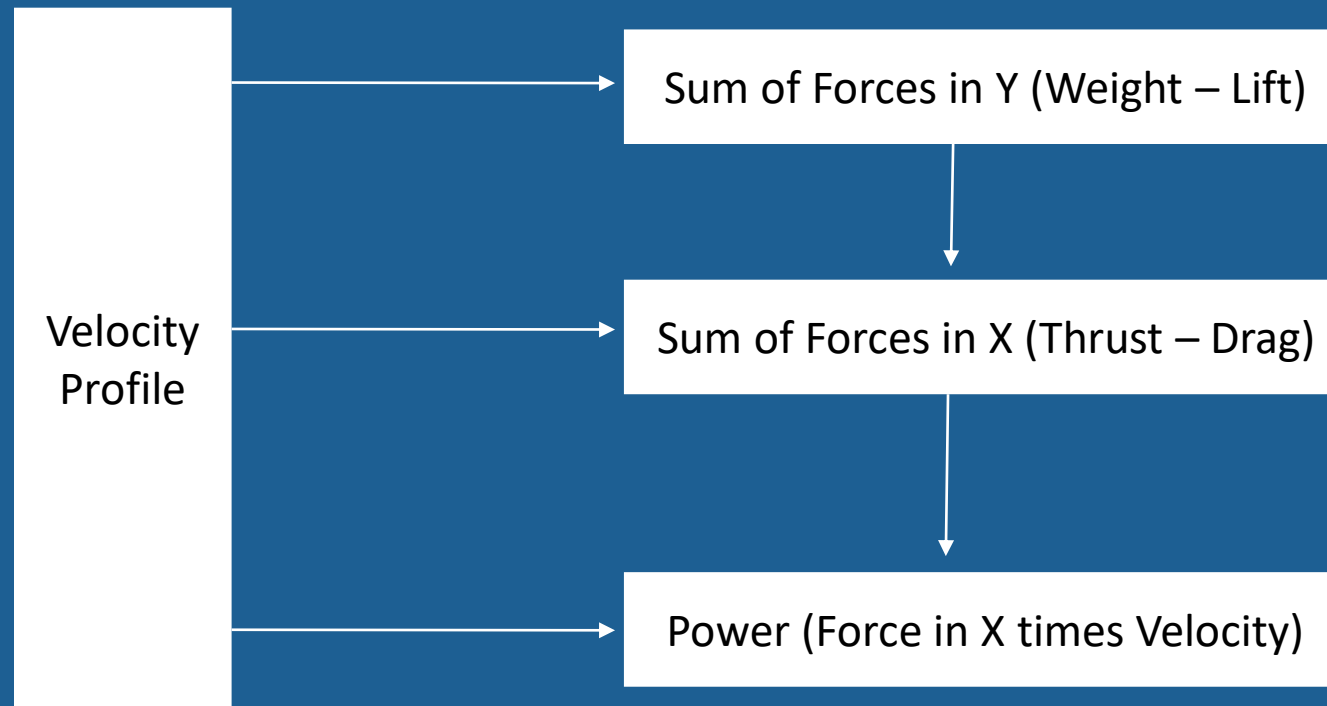 Sum of Forces in Y (Weight – Lift)
Velocity
Profile
Sum of Forces in X (Thrust – Drag)
Power (Force in X times Velocity)